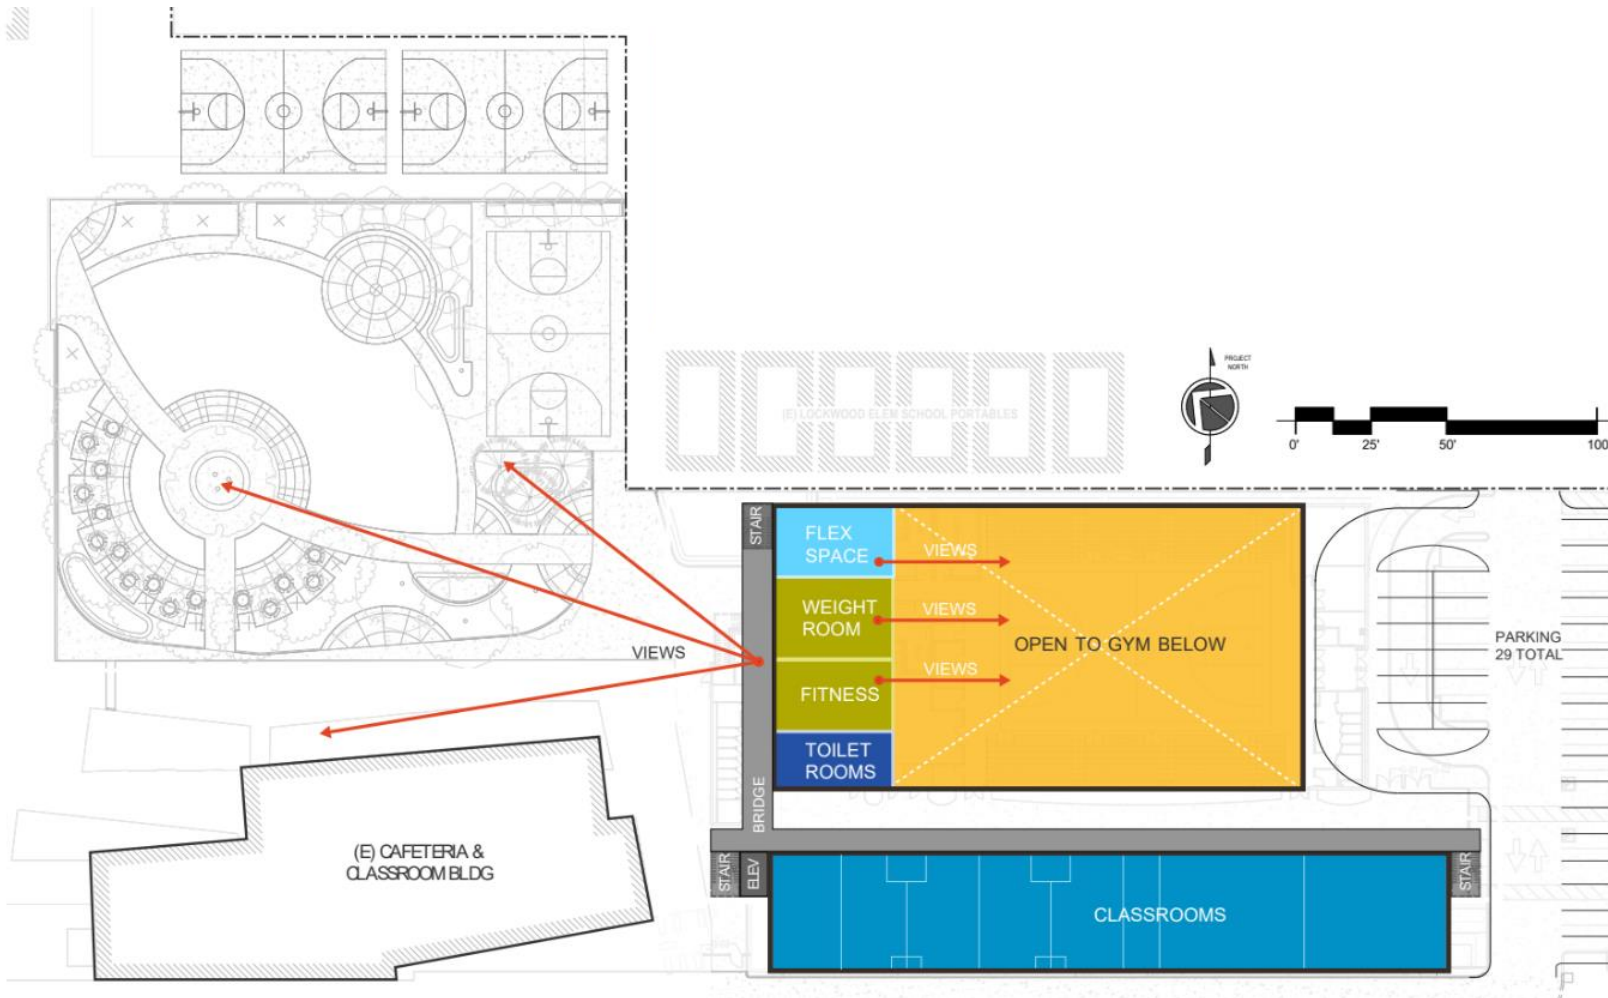 PROJECT
NORTH
(E) LOCKWOOD ELEM SCHOOL PORTABLES
0'
25'
50'
100
STAIR
FLEX
SPACE
VIEWS
WEIGHT
ROOM
VIEWS
OPEN TO GYM BELOW
PARKING
29 TOTAL
VIEWS
FITNESS
VIEWS
TOILET
ROOMS
BRIDGE
(E) CAFETERIA &
CLASSROOM BLDG
STAIR
ELEV
STAIR
CLASSROOMS